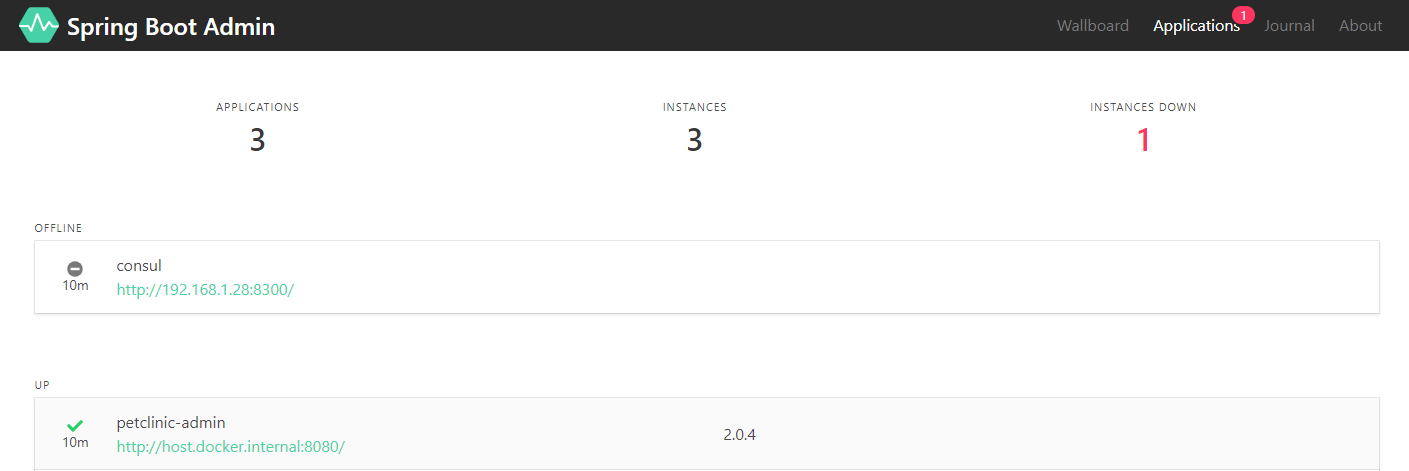 Spring Boot Admin
Wallboard Applications 1 Journal About
APPLICATIONS INSTANCES INSTANCES DOWN
3 3 1
OFFLINE
consul
10m
http://192.168.1.28:8300/
UP
petclinic-admin
2.0.4
10m
http://host.docker.internal:8080/